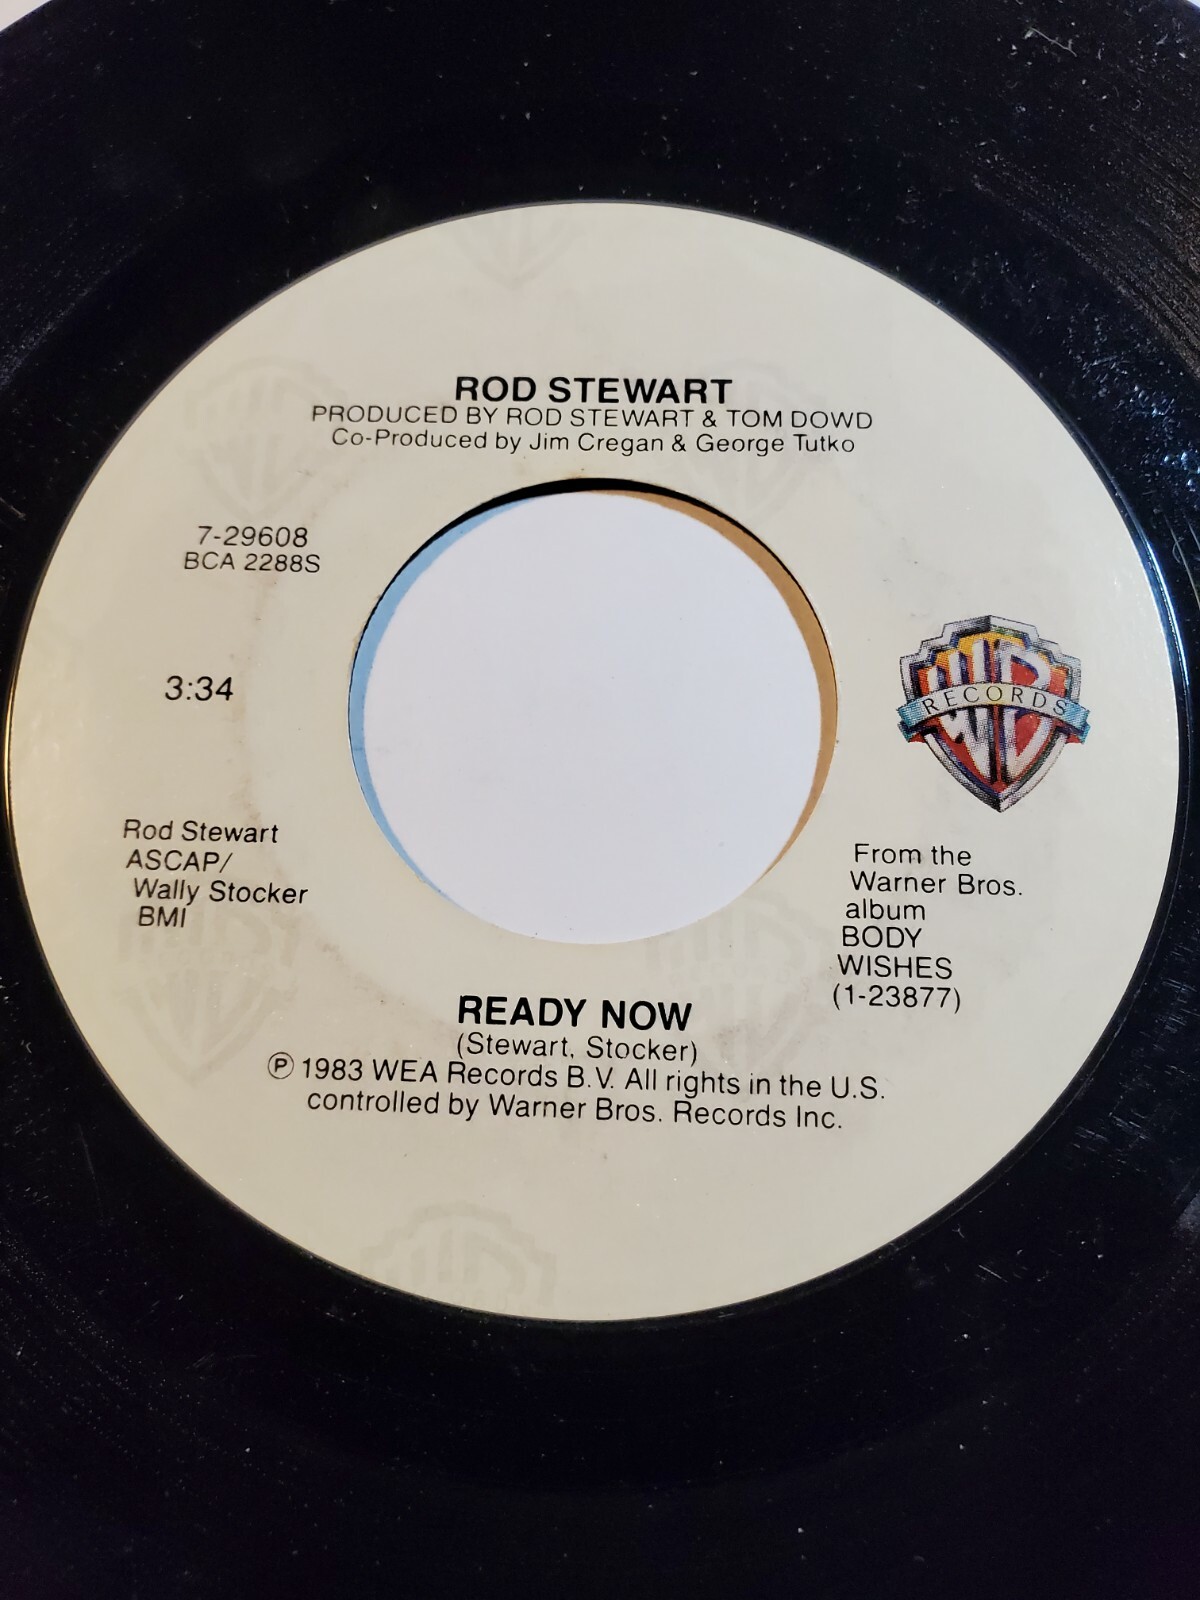 ROD STEWART
PRODUCED BY ROD STEWART & TOM DOWD
Co-Produced by Jim Cregan & George Tutko
7-29608
BCA 2288S
3:34
WB
RECORDS
Rod Stewart
ASCAP/
Wally Stocker
BMI
From the
Warner Bros.
album
BODY
WISHES
(1-23877)
READY NOW
(Stewart, Stocker)
Ⓟ 1983 WEA Records B.V. All rights in the U.S.
controlled by Warner Bros. Records Inc.